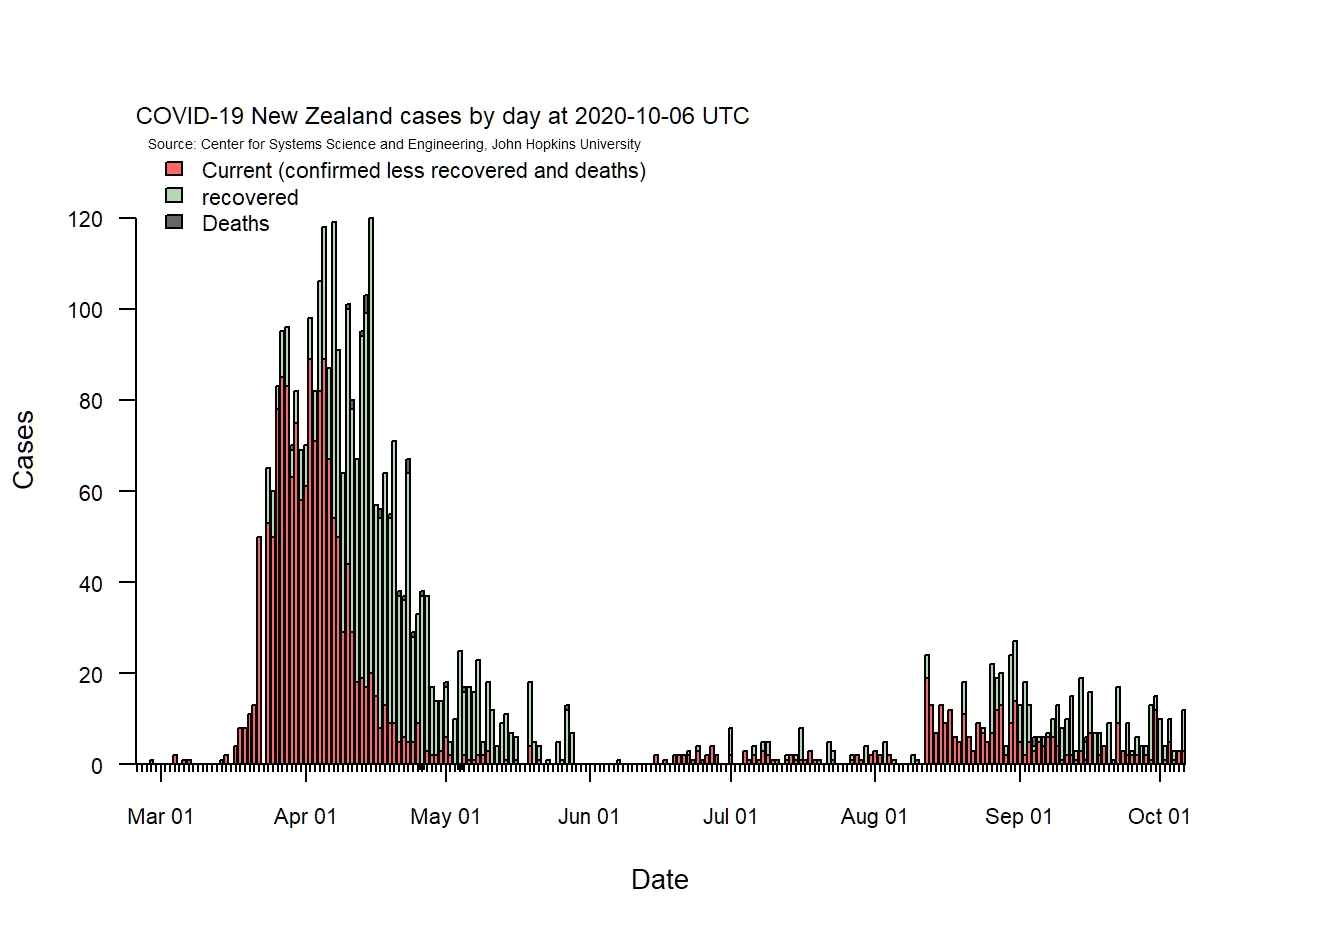 COVID-19 New Zealand cases by day at 2020-10-06 UTC
Source: Center for Systems Science and Engineering, John Hopkins University
Current (confirmed less recovered and deaths)
recovered
Deaths
120
100
80
60
40
20
0
Cases
Mar 01 Apr 01 May 01 Jun 01 Jul 01 Aug 01 Sep 01 Oct 01
Date